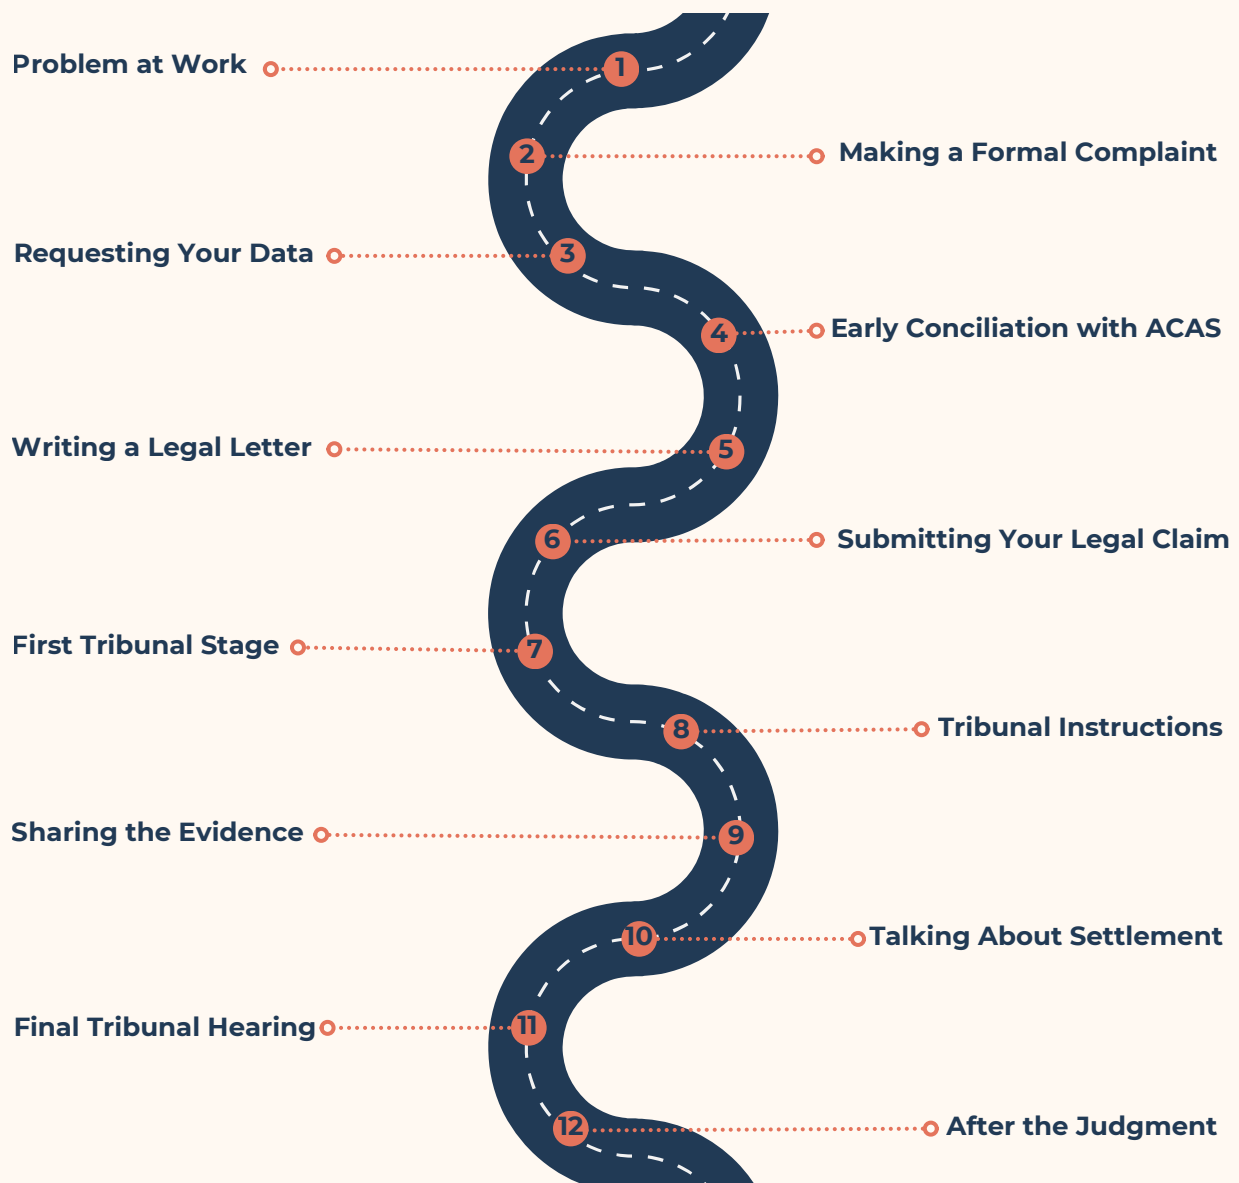 Problem at Work 1
2 Making a Formal Complaint
Requesting Your Data 3
4 Early Conciliation with ACAS
Writing a Legal Letter 5
6 Submitting Your Legal Claim
First Tribunal Stage 7
8 Tribunal Instructions
Sharing the Evidence 9
10 Talking About Settlement
Final Tribunal Hearing 11
12 After the Judgment